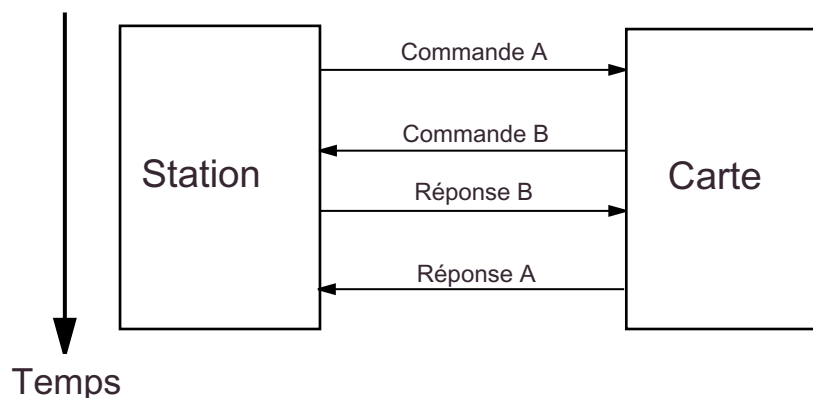 Commande A
Commande B
Station
Carte
Réponse B
Réponse A
Temps